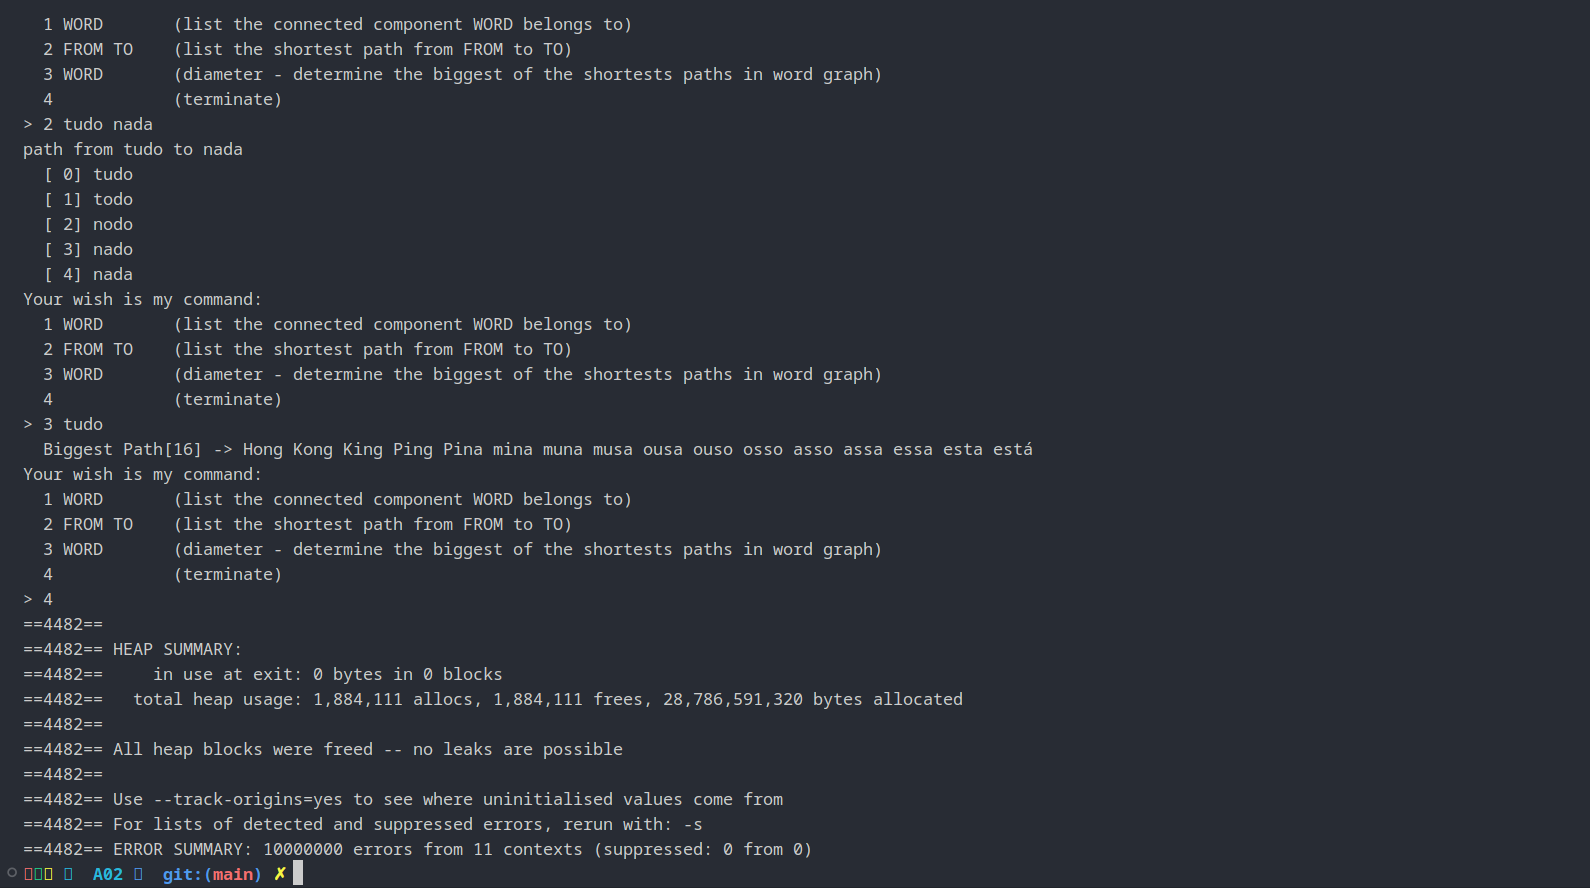 1 WORD (list the connected component WORD belongs to)
2 FROM TO (list the shortest path from FROM to TO)
3 WORD (diameter - determine the biggest of the shortests paths in word graph)
4 (terminate)
> 2 tudo nada
path from tudo to nada
[ 0] tudo
[ 1] todo
[ 2] nodo
[ 3] nado
[ 4] nada
Your wish is my command:
1 WORD (list the connected component WORD belongs to)
2 FROM TO (list the shortest path from FROM to TO)
3 WORD (diameter - determine the biggest of the shortests paths in word graph)
4 (terminate)
> 3 tudo
Biggest Path[16] -> Hong Kong King Ping Pina mina muna musa ousa ouso osso asso assa essa esta está
Your wish is my command:
1 WORD (list the connected component WORD belongs to)
2 FROM TO (list the shortest path from FROM to TO)
3 WORD (diameter - determine the biggest of the shortests paths in word graph)
4 (terminate)
> 4
==4482==
==4482== HEAP SUMMARY:
==4482== in use at exit: 0 bytes in 0 blocks
==4482== total heap usage: 1,884,111 allocs, 1,884,111 frees, 28,786,591,320 bytes allocated
==4482==
==4482== All heap blocks were freed -- no leaks are possible
==4482==
==4482== Use --track-origins=yes to see where uninitialised values come from
==4482== For lists of detected and suppressed errors, rerun with: -s
==4482== ERROR SUMMARY: 10000000 errors from 11 contexts (suppressed: 0 from 0)
A02 git:(main) ✗